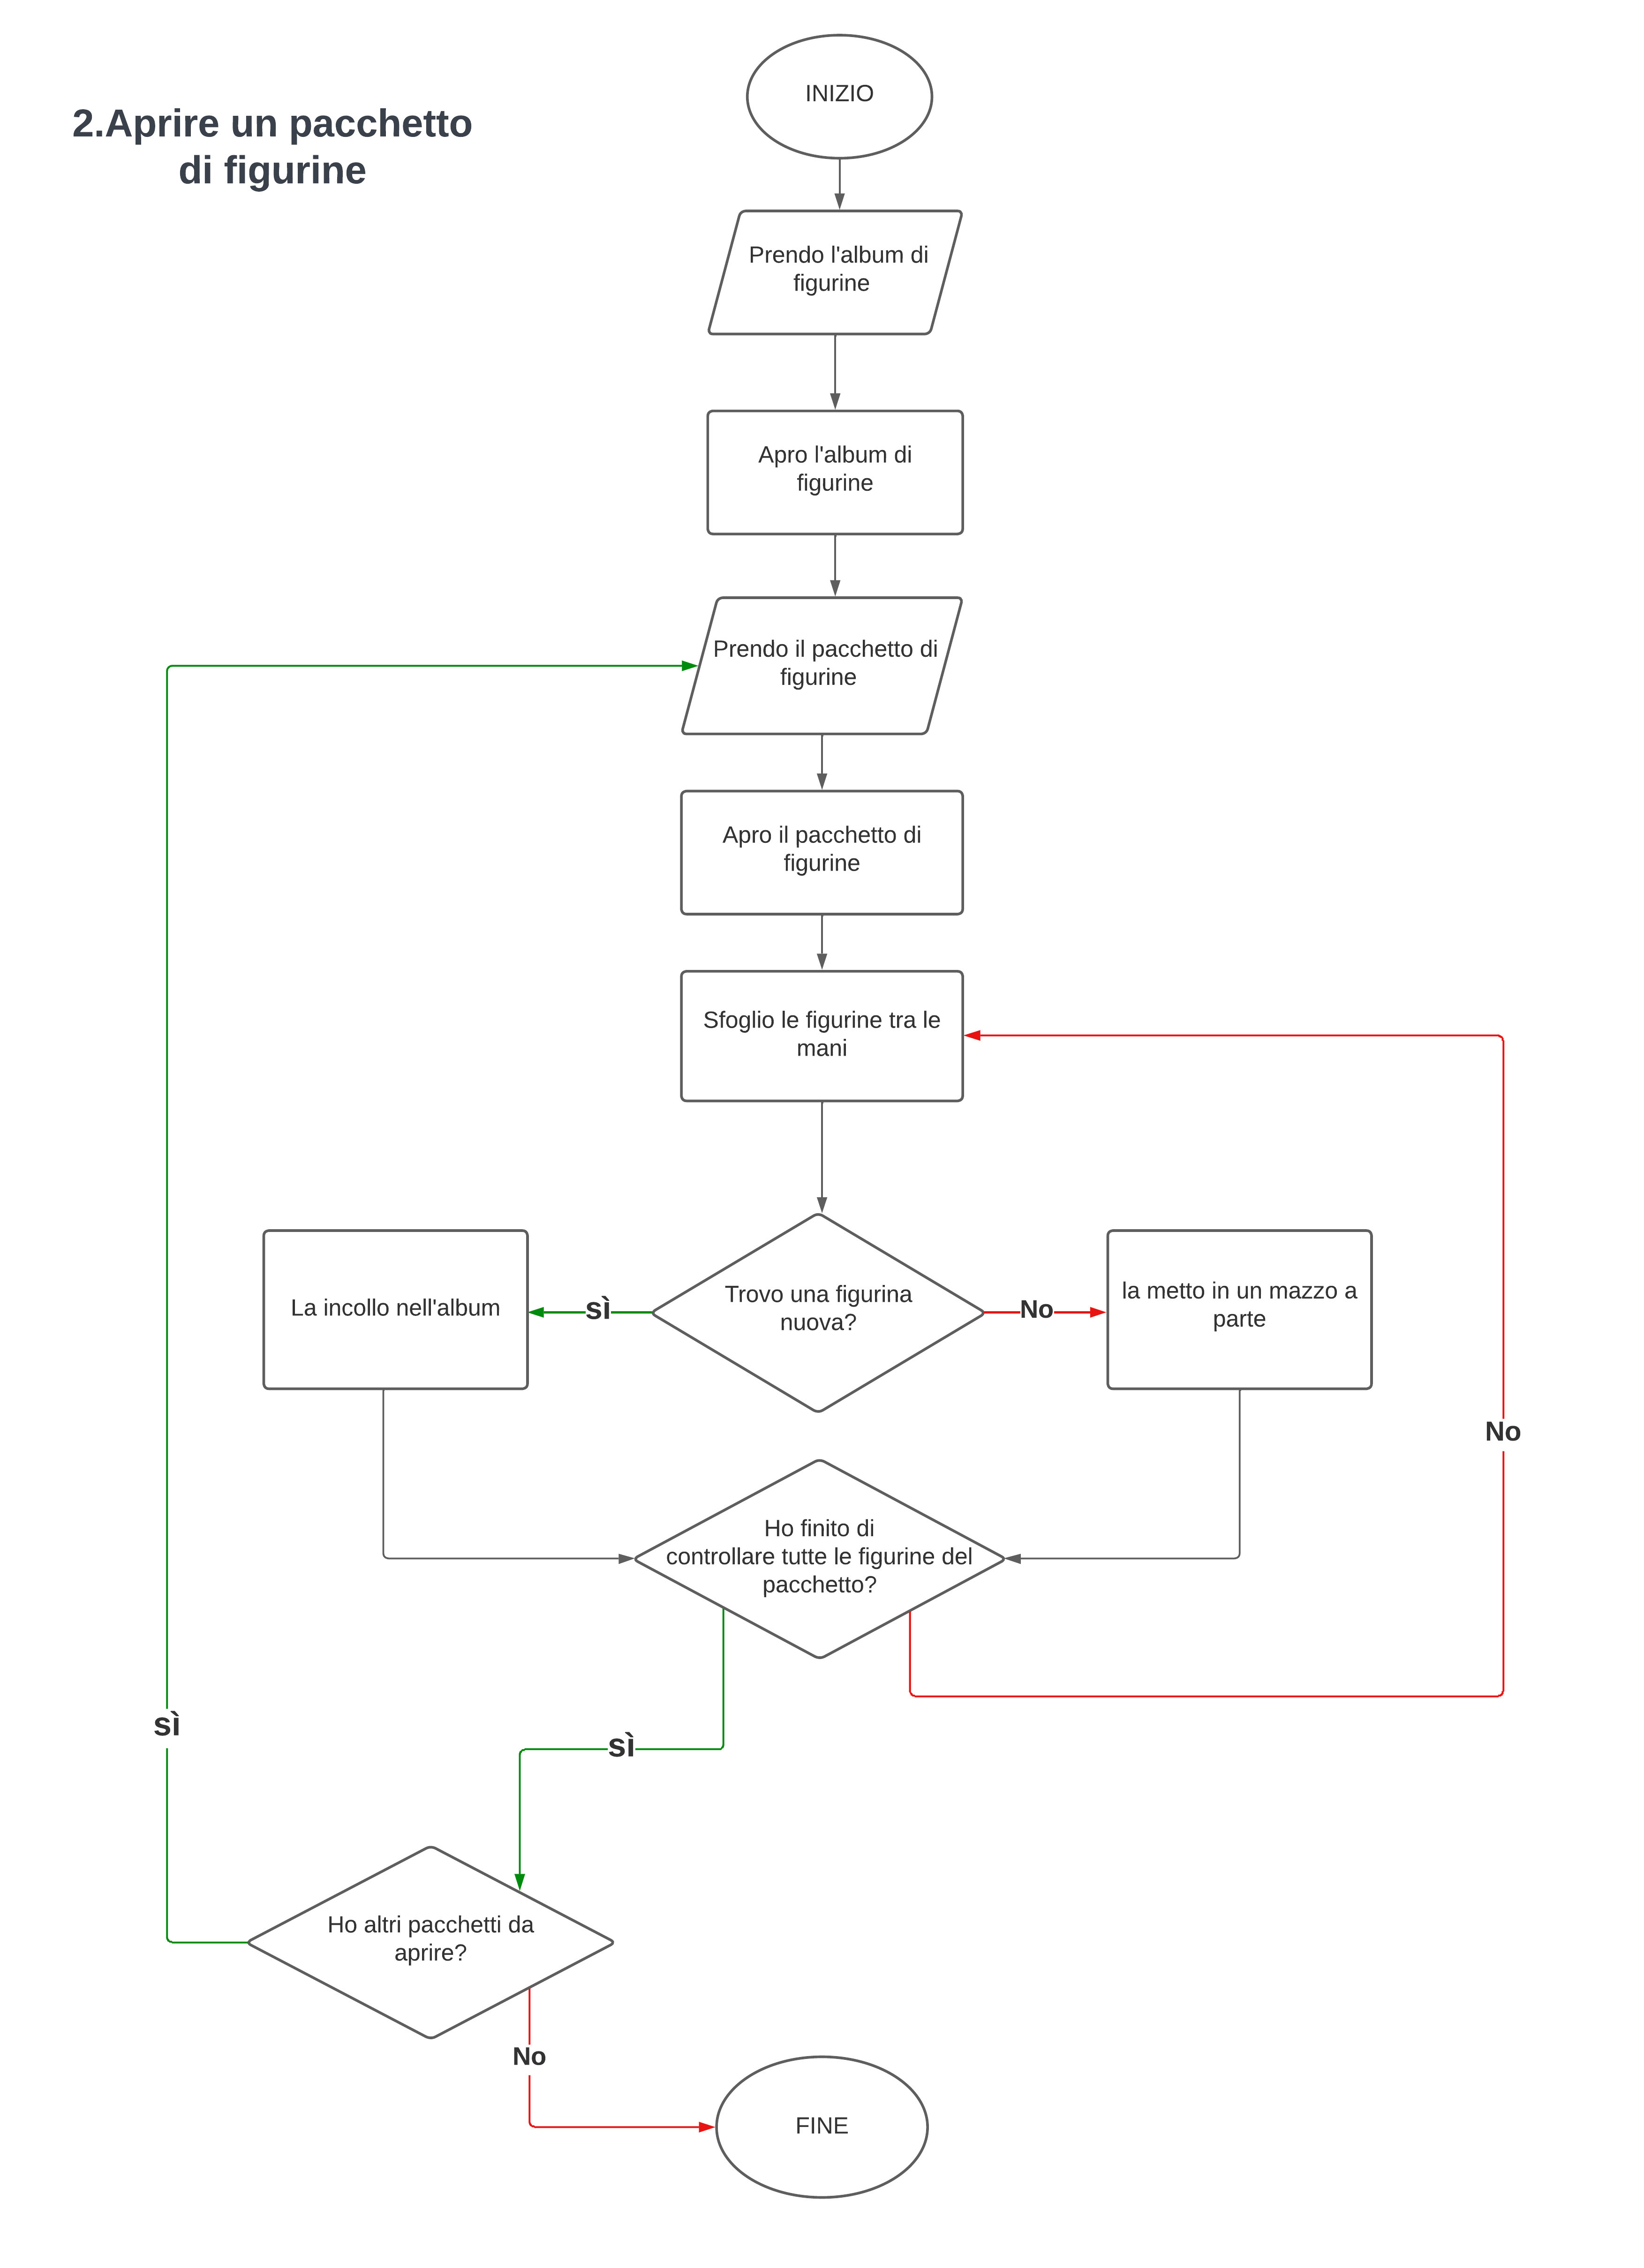 2.Aprire un pacchetto
di figurine
INIZIO
Prendo l'album di
figurine
Apro l'album di
figurine
Prendo il pacchetto di
figurine
Apro il pacchetto di
figurine
Sfoglio le figurine tra le
mani
Trovo una figurina
nuova?
sì
La incollo nell'album
No
la metto in un mazzo a
parte
Ho finito di
controllare tutte le figurine del
pacchetto?
No
sì
Ho altri pacchetti da
aprire?
sì
No
FINE